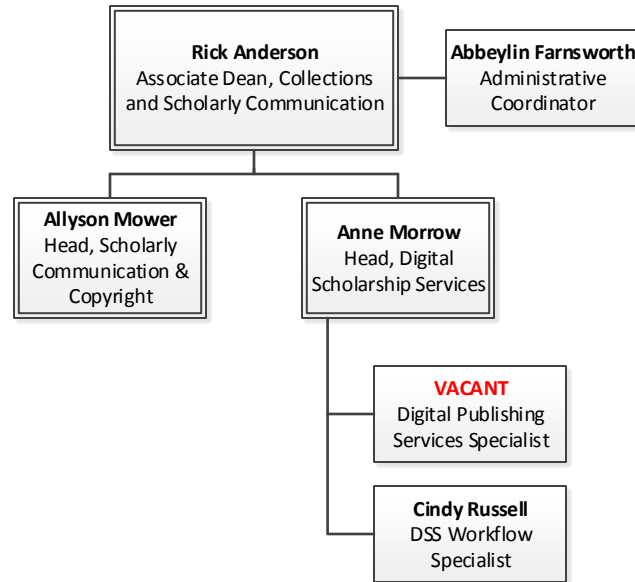 Rick Anderson
Associate Dean, Collections
and Scholarly Communication
Abbeylin Farnsworth
Administrative
Coordinator
Allyson Mower
Head, Scholarly
Communication &
Copyright
Anne Morrow
Head, Digital
Scholarship Services
VACANT
Digital Publishing
Services Specialist
Cindy Russell
DSS Workflow
Specialist